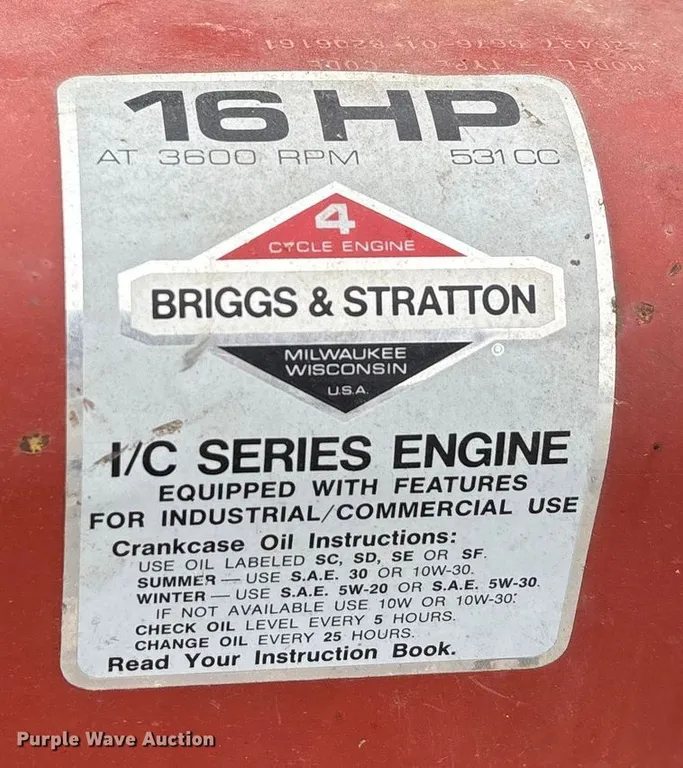 MODEL - TYPE - CODE
16 HP
AT 3600 RPM 531CC
4
CYCLE ENGINE
BRIGGS & STRATTON
MILWAUKEE
WISCONSIN
U.S.A.
®
I/C SERIES ENGINE
EQUIPPED WITH FEATURES
FOR INDUSTRIAL/COMMERCIAL USE
Crankcase Oil Instructions:
USE OIL LABELED SC, SD, SE OR SF.
SUMMER — USE S.A.E. 30 OR 10W-30.
WINTER — USE S.A.E. 5W-20 OR S.A.E. 5W-30.
IF NOT AVAILABLE USE 10W OR 10W-30.
CHECK OIL LEVEL EVERY 5 HOURS.
CHANGE OIL EVERY 25 HOURS.
Read Your Instruction Book.
Purple Wave Auction